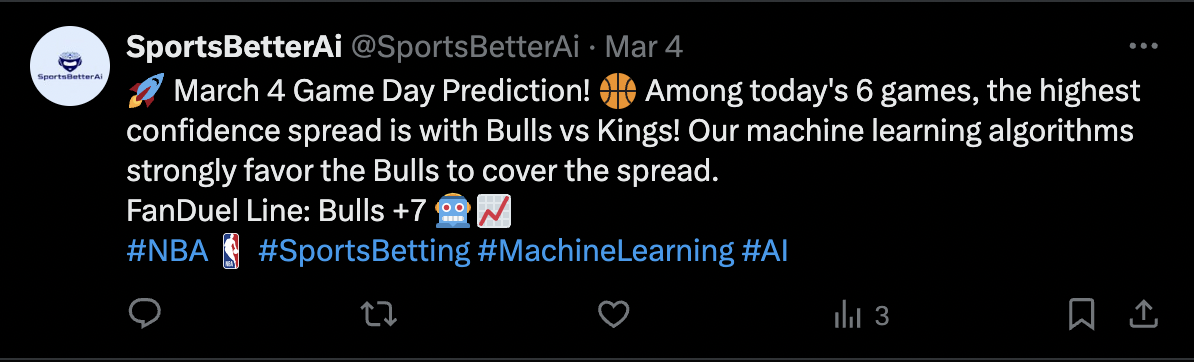 SportsBetterAi @SportsBetterAi · Mar 4
SportsBetterAi
🚀 March 4 Game Day Prediction! 🏀 Among today's 6 games, the highest
confidence spread is with Bulls vs Kings! Our machine learning algorithms
strongly favor the Bulls to cover the spread.
FanDuel Line: Bulls +7 🤖📈
#NBA #SportsBetting #MachineLearning #AI
3